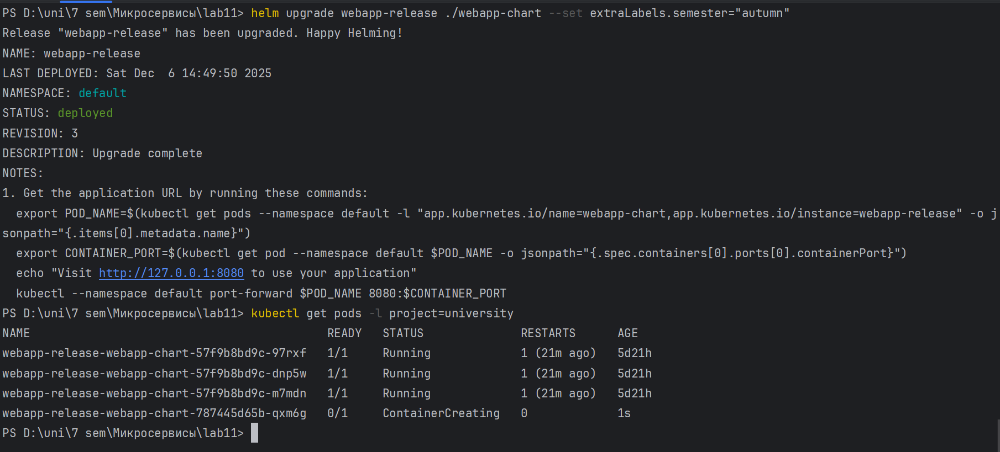 PS D:\uni\7 sem\Микросервисы\lab11> helm upgrade webapp-release ./webapp-chart --set extraLabels.semester="autumn"
Release "webapp-release" has been upgraded. Happy Helming!
NAME: webapp-release
LAST DEPLOYED: Sat Dec  6 14:49:50 2025
NAMESPACE: default
STATUS: deployed
REVISION: 3
DESCRIPTION: Upgrade complete
NOTES:
1. Get the application URL by running these commands:
  export POD_NAME=$(kubectl get pods --namespace default -l "app.kubernetes.io/name=webapp-chart,app.kubernetes.io/instance=webapp-release" -o j
sonpath="{.items[0].metadata.name}")
  export CONTAINER_PORT=$(kubectl get pod --namespace default $POD_NAME -o jsonpath="{.spec.containers[0].ports[0].containerPort}")
  echo "Visit http://127.0.0.1:8080 to use your application"
  kubectl --namespace default port-forward $POD_NAME 8080:$CONTAINER_PORT
PS D:\uni\7 sem\Микросервисы\lab11> kubectl get pods -l project=university
NAME                                           READY   STATUS              RESTARTS      AGE
webapp-release-webapp-chart-57f9b8bd9c-97rxf   1/1     Running             1 (21m ago)   5d21h
webapp-release-webapp-chart-57f9b8bd9c-dnp5w   1/1     Running             1 (21m ago)   5d21h
webapp-release-webapp-chart-57f9b8bd9c-m7mdn   1/1     Running             1 (21m ago)   5d21h
webapp-release-webapp-chart-787445d65b-qxm6g   0/1     ContainerCreating   0             1s
PS D:\uni\7 sem\Микросервисы\lab11>